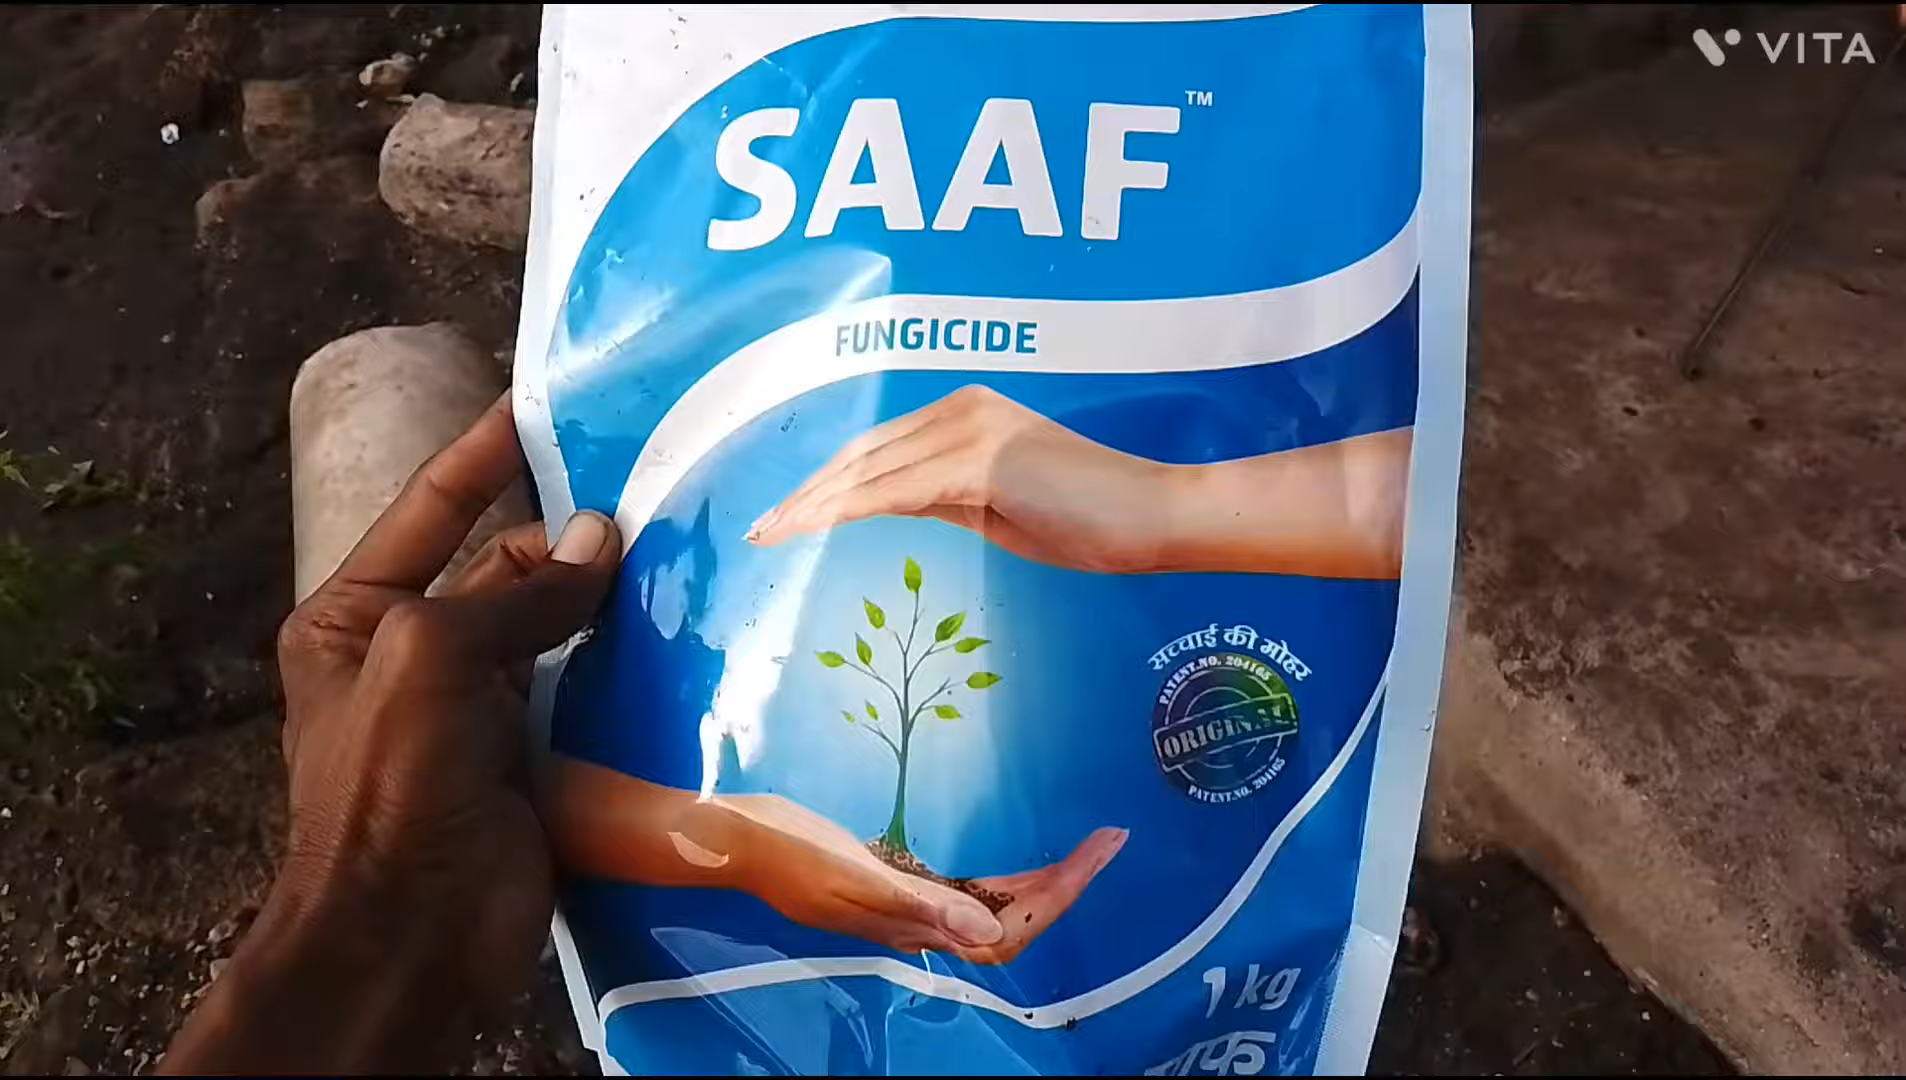 VITA
SAAF™
FUNGICIDE
सच्चाई की मोहर
PATENT.NO. 204165
ORIGINAL
PATENT.NO. 204165
1 kg